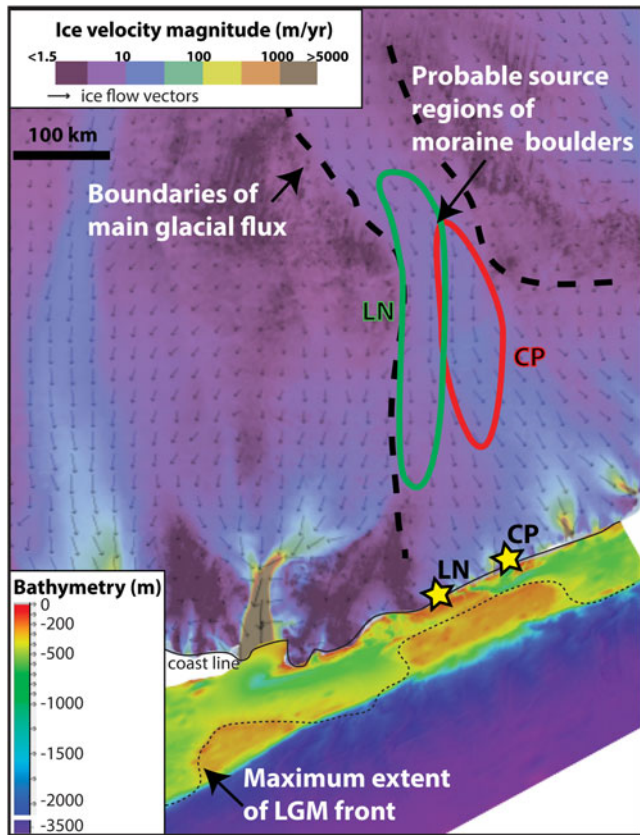 Ice velocity magnitude (m/yr)
<1.5 10 100 1000 >5000
→ ice flow vectors
100 km
Probable source
regions of
moraine boulders
Boundaries of
main glacial flux
LN
CP
CP
LN
Bathymetry (m)
0
-200
-500
-1000
-1500
-2000
-3500
coast line
Maximum extent
of LGM front